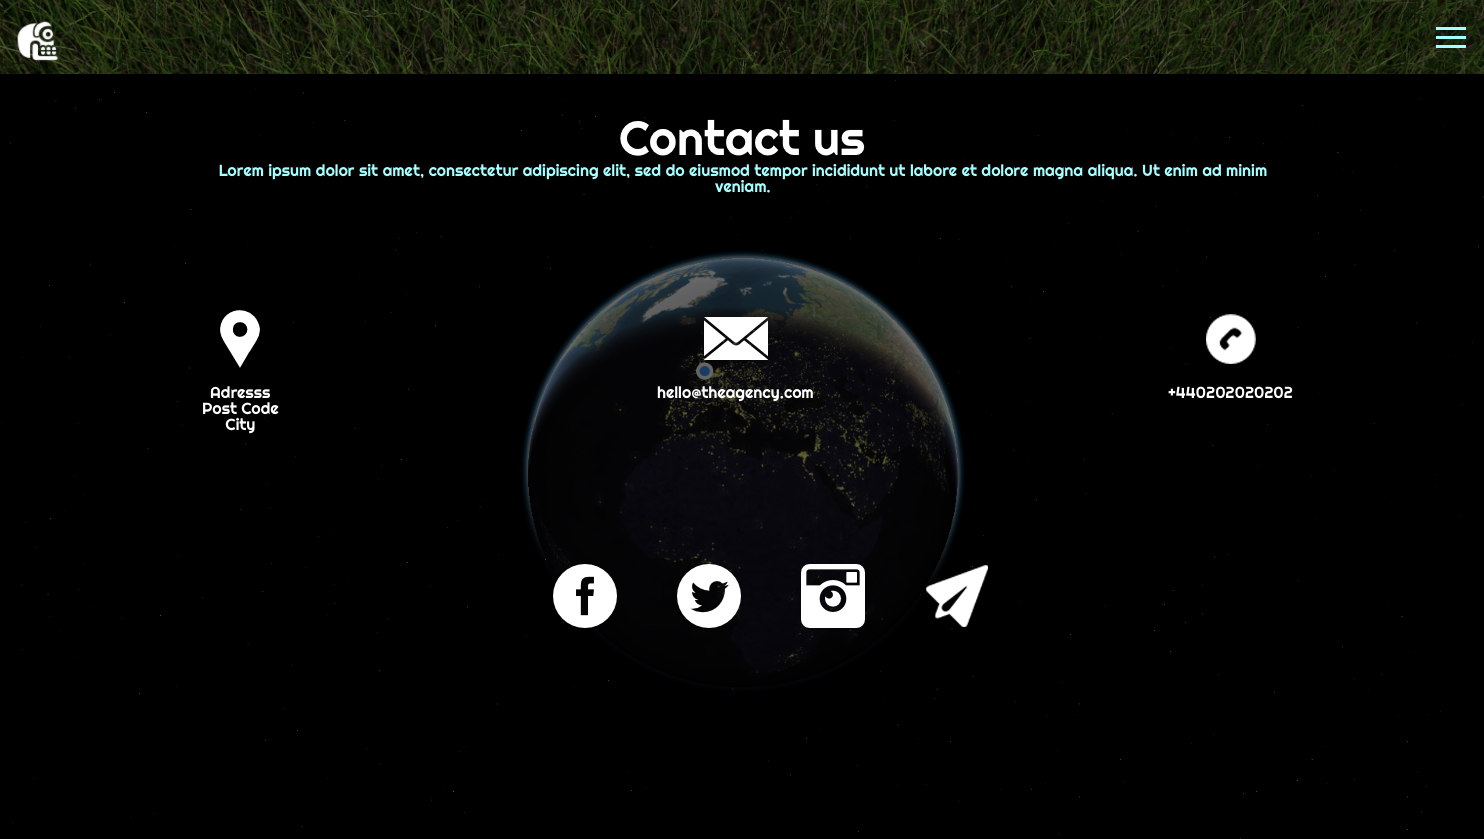 Contact us
Lorem ipsum dolor sit amet, consectetur adipiscing elit, sed do eiusmod tempor incididunt ut labore et dolore magna aliqua. Ut enim ad minim
veniam.
Adresss
Post Code
City
hello@theagency.com
+440202020202